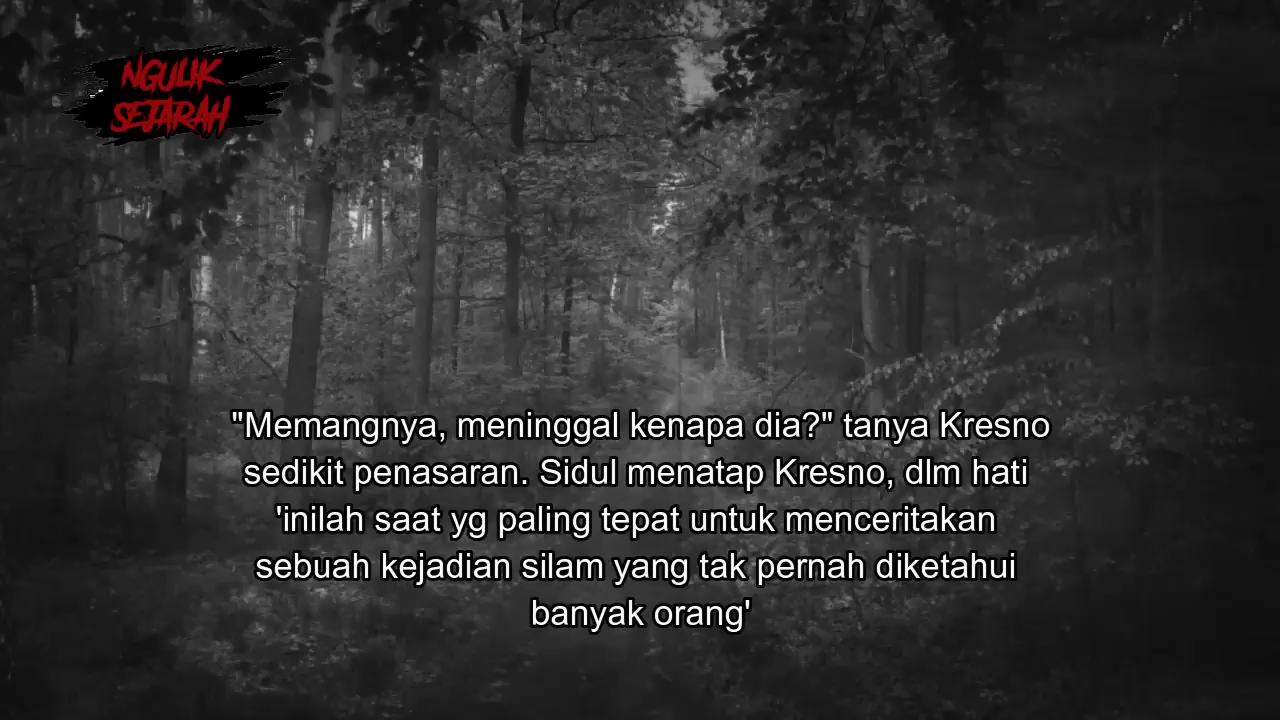 NGULIK
SEJARAH
"Memangnya, meninggal kenapa dia?" tanya Kresno
sedikit penasaran. Sidul menatap Kresno, dlm hati
'inilah saat yg paling tepat untuk menceritakan
sebuah kejadian silam yang tak pernah diketahui
banyak orang'